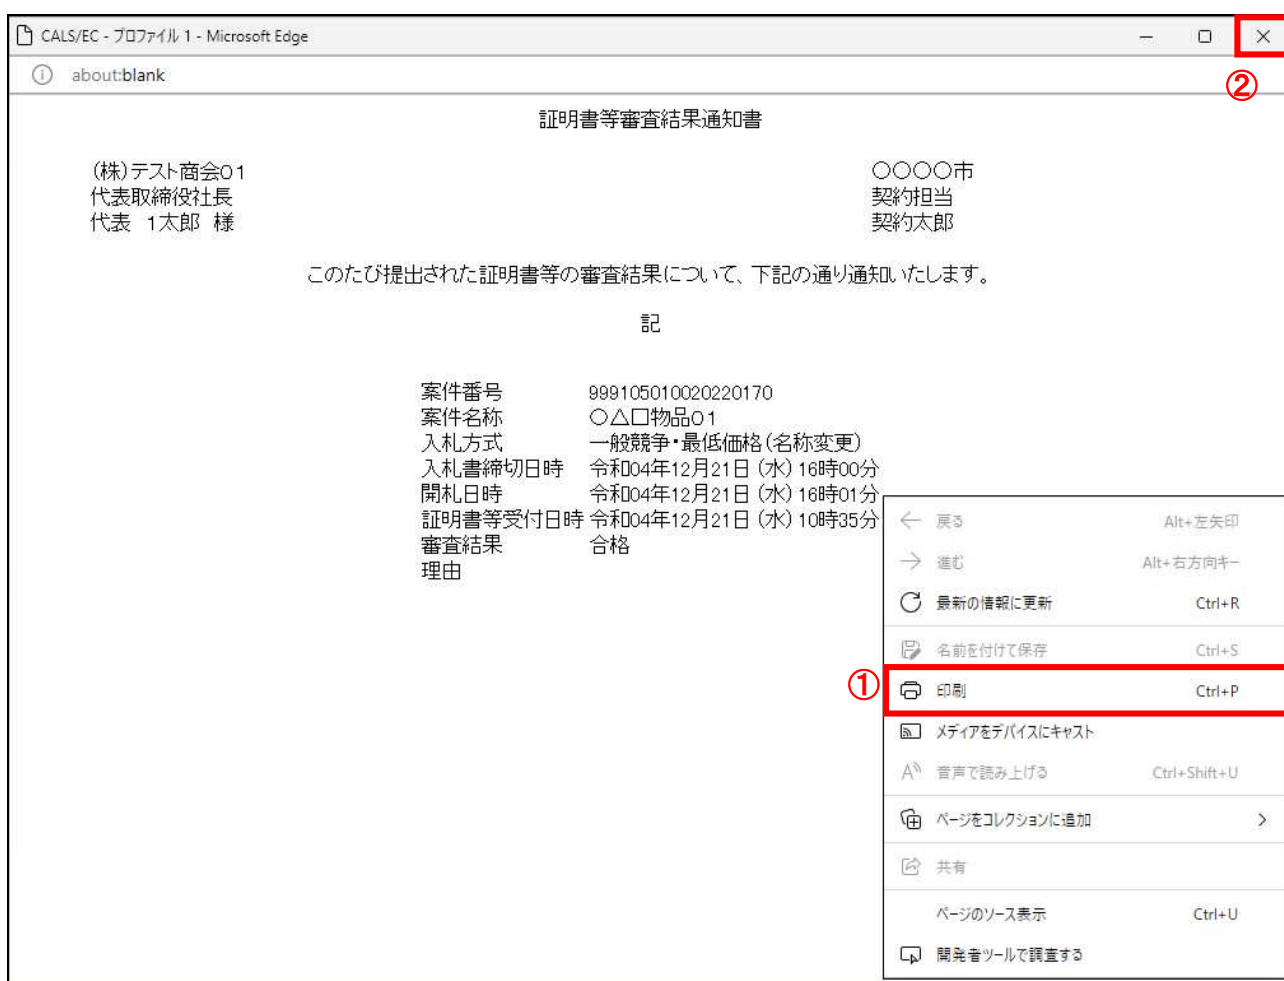 CALS/EC - プロファイル 1 - Microsoft Edge
about:blank
②
証明書等審査結果通知書
(株)テスト商会01
代表取締役社長
代表 1太郎 様
○○○○市
契約担当
契約太郎
このたび提出された証明書等の審査結果について、下記の通り通知いたします。
記
案件番号 999105010020220170
案件名称 ○△□物品01
入札方式 一般競争・最低価格(名称変更)
入札書締切日時 令和04年12月21日(水)16時00分
開札日時 令和04年12月21日(水)16時01分
証明書等受付日時 令和04年12月21日(水)10時35分
審査結果 合格
理由
戻る Alt+左矢印
進む Alt+右方向キー
最新の情報に更新 Ctrl+R
名前を付けて保存 Ctrl+S
① 印刷 Ctrl+P
メディアをデバイスにキャスト
音声で読み上げる Ctrl+Shift+U
ページをコレクションに追加
共有
ページのソース表示 Ctrl+U
開発者ツールで調査する